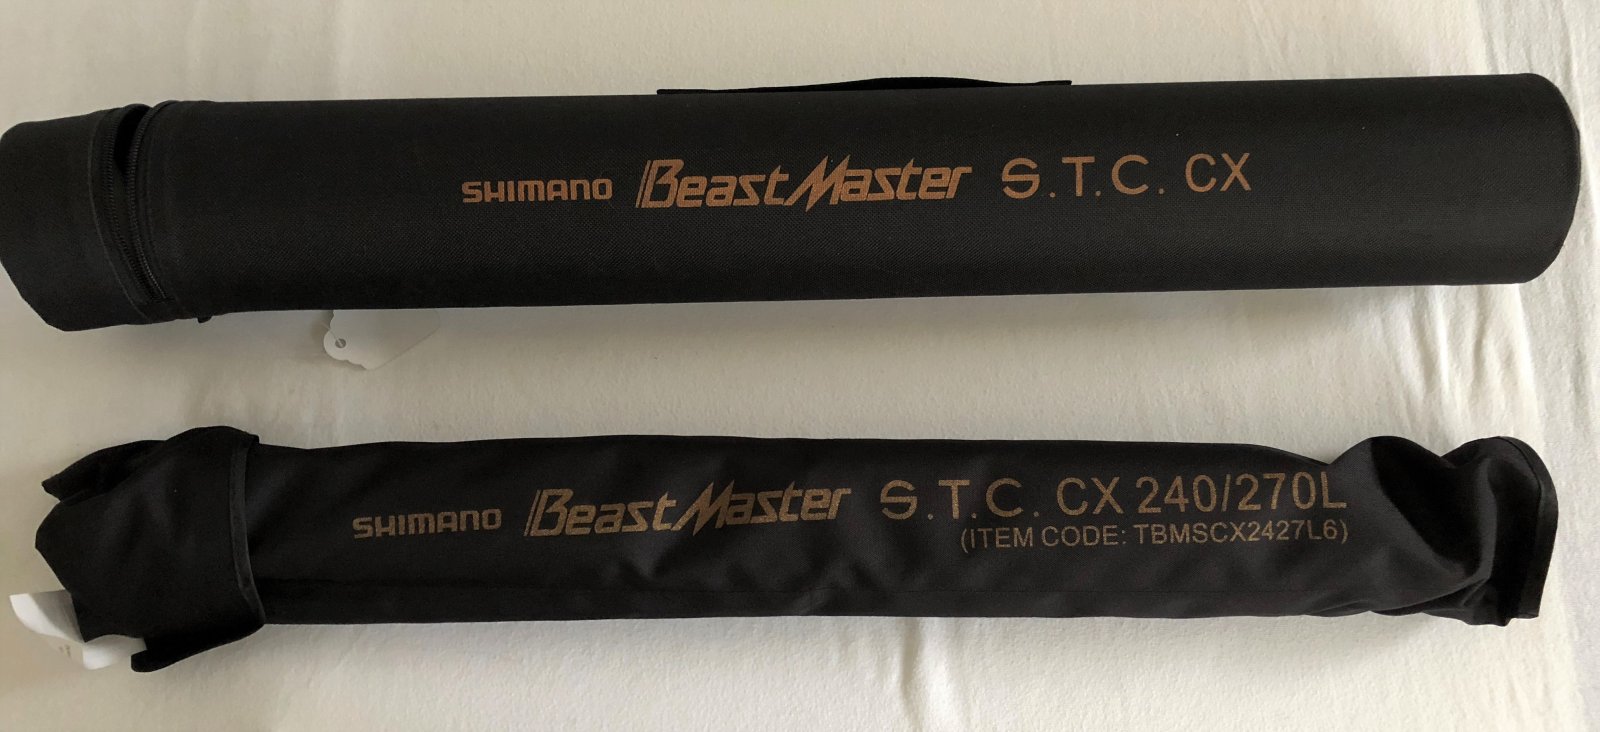 SHIMANO BeastMaster S.T.C. CX
SHIMANO BeastMaster S.T.C. CX 240/270L
(ITEM CODE: TBMSCX2427L6)